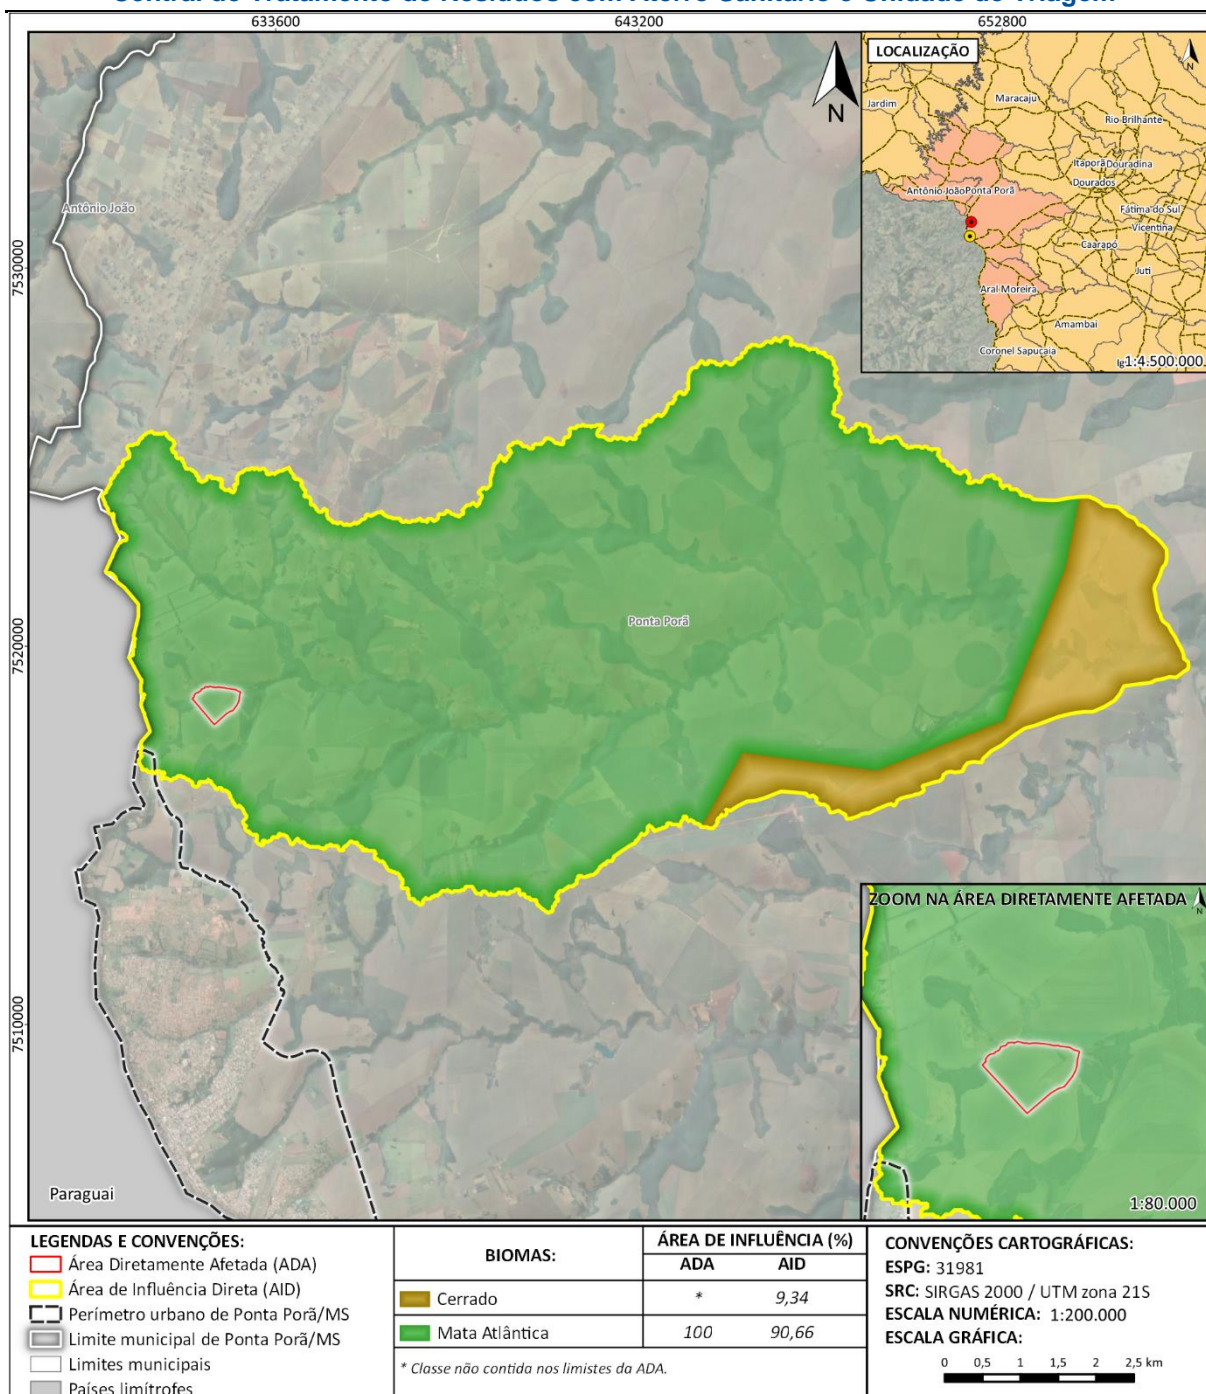 Central de Tratamento de Resíduos com Aterro Sanitário e Unidade de Triagem
633600
643200
652800
7530000
7520000
7510000
N
Antônio João
Ponta Porã
Paraguai
LOCALIZAÇÃO
N
Jardim
Maracaju
Rio Brilhante
Itaporã
Douradina
Dourados
Antônio João
Ponta Porã
Fátima do Sul
Vicentina
Caarapó
Juti
Aral Moreira
Amambai
Coronel Sapucaia
Ig
1:4.500.000
ZOOM NA ÁREA DIRETAMENTE AFETADA
N
1:80.000
LEGENDAS E CONVENÇÕES:
Área Diretamente Afetada (ADA)
Área de Influência Direta (AID)
Perímetro urbano de Ponta Porã/MS
Limite municipal de Ponta Porã/MS
Limites municipais
Países limítrofes
BIOMAS:
ÁREA DE INFLUÊNCIA (%)
ADA AID
Cerrado * 9,34
Mata Atlântica 100 90,66
* Classe não contida nos limistes da ADA.
CONVENÇÕES CARTOGRÁFICAS:
ESPG: 31981
SRC: SIRGAS 2000 / UTM zona 21S
ESCALA NUMÉRICA: 1:200.000
ESCALA GRÁFICA:
0 0,5 1 1,5 2 2,5 km